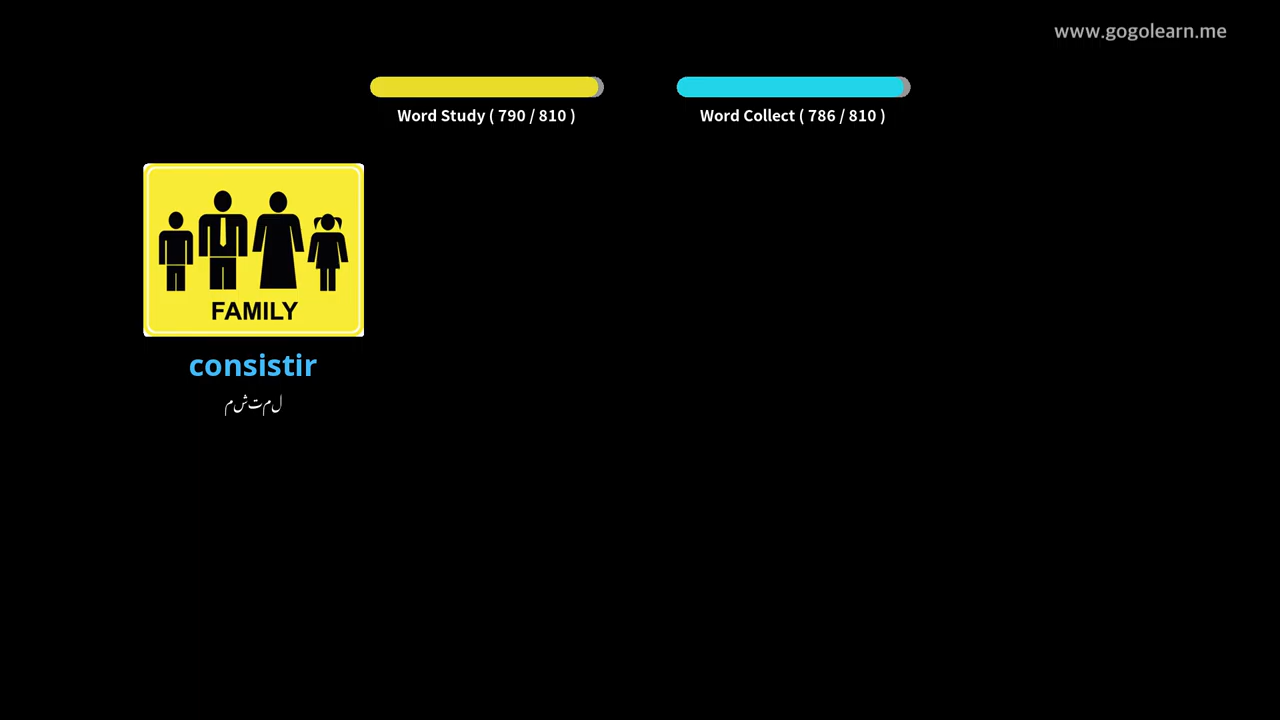 www.gogolearn.me
Word Study ( 790 / 810 )
Word Collect ( 786 / 810 )
FAMILY
consistir
مشتمل